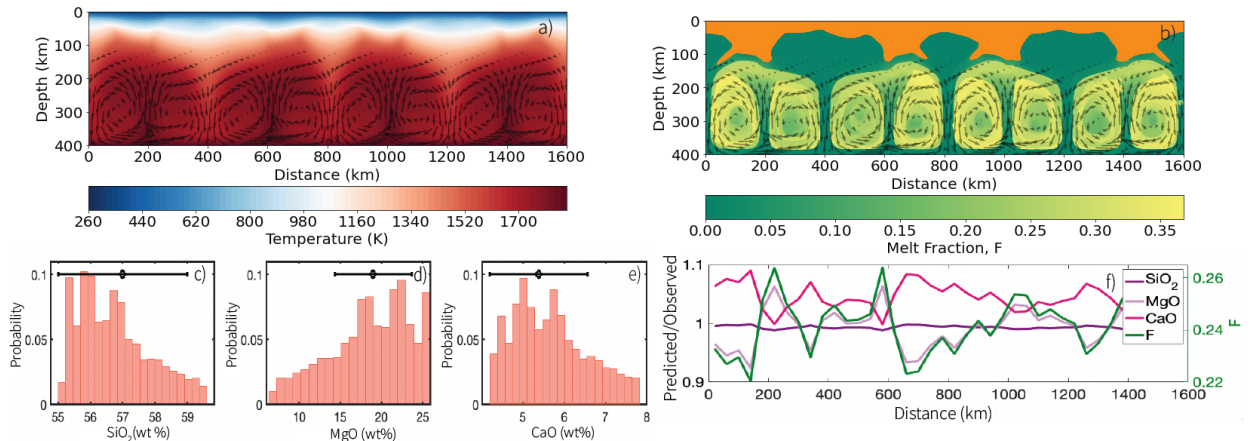 a)
Depth (km)
0
100
200
300
400
0 200 400 600 800 1000 1200 1400 1600
Distance (km)
260 440 620 800 980 1160 1340 1520 1700
Temperature (K)
b)
Depth (km)
0
100
200
300
400
0 200 400 600 800 1000 1200 1400 1600
Distance (km)
0.00 0.05 0.10 0.15 0.20 0.25 0.30 0.35
Melt Fraction, F
c)
Probability
0.1
0.05
0
55 56 57 58 59
SiO₂(wt %)
d)
Probability
0.1
0.05
0
10 15 20 25
MgO (wt%)
e)
Probability
0.1
0.05
0
4 5 6 7 8
CaO (wt%)
f)
Predicted/Observed
1.1
1
0.9
SiO₂
MgO
CaO
F
0.26
0.24
0.22
F
0 200 400 600 800 1000 1200 1400 1600
Distance (km)